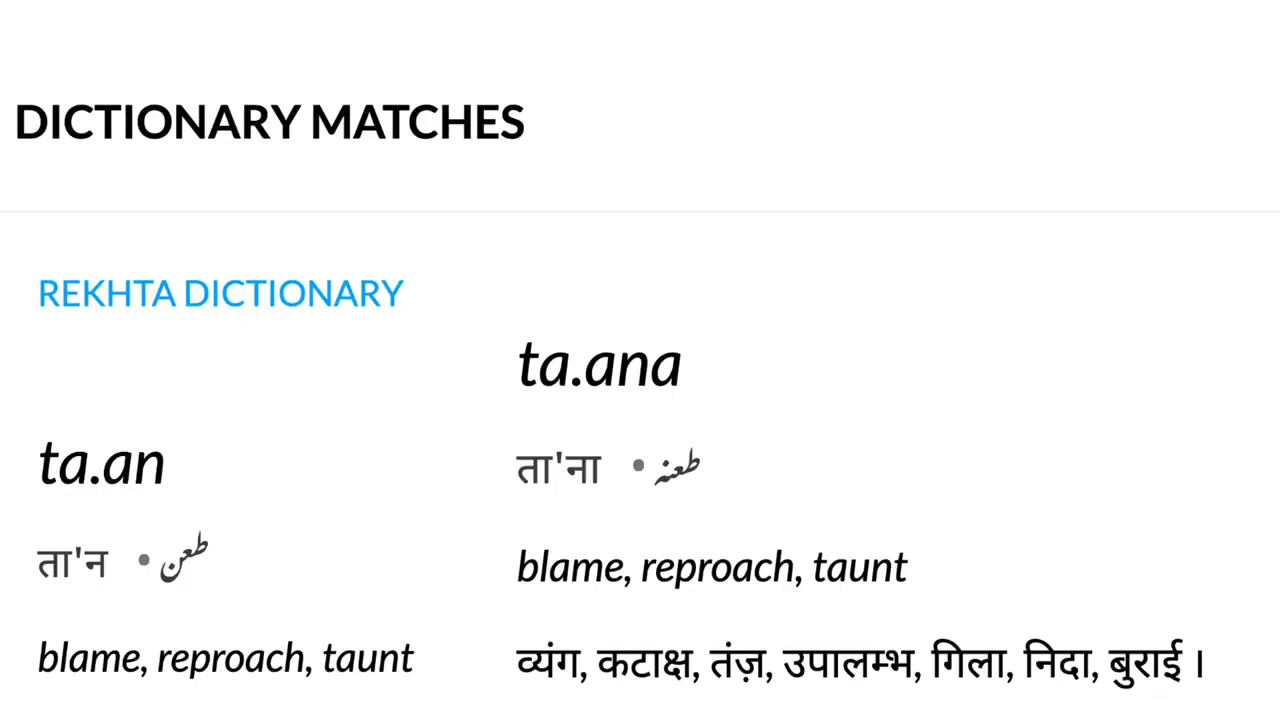 DICTIONARY MATCHES
REKHTA DICTIONARY
ta.an
ता'न • طعن
blame, reproach, taunt
ta.ana
ता'ना • طعنہ
blame, reproach, taunt
व्यंग, कटाक्ष, तंज़, उपालम्भ, गिला, निदा, बुराई ।